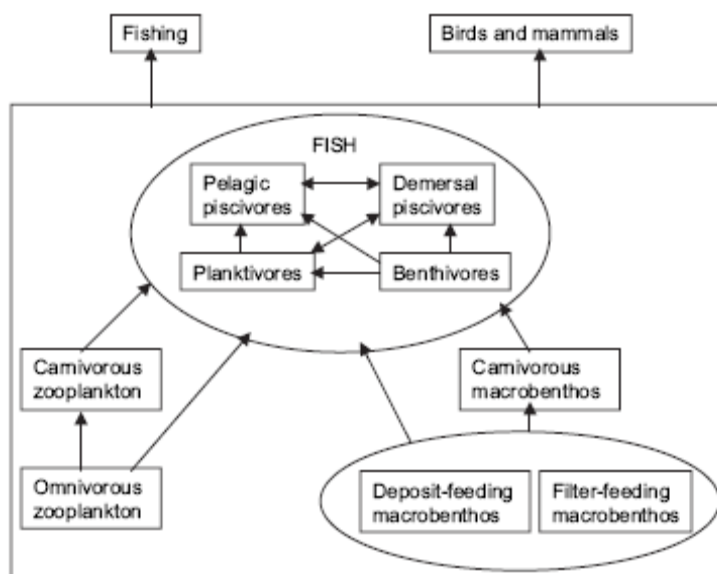 Fishing
Birds and mammals
FISH
Pelagic
piscivores
Demersal
piscivores
Planktivores
Benthivores
Carnivorous
zooplankton
Carnivorous
macrobenthos
Omnivorous
zooplankton
Deposit-feeding
macrobenthos
Filter-feeding
macrobenthos